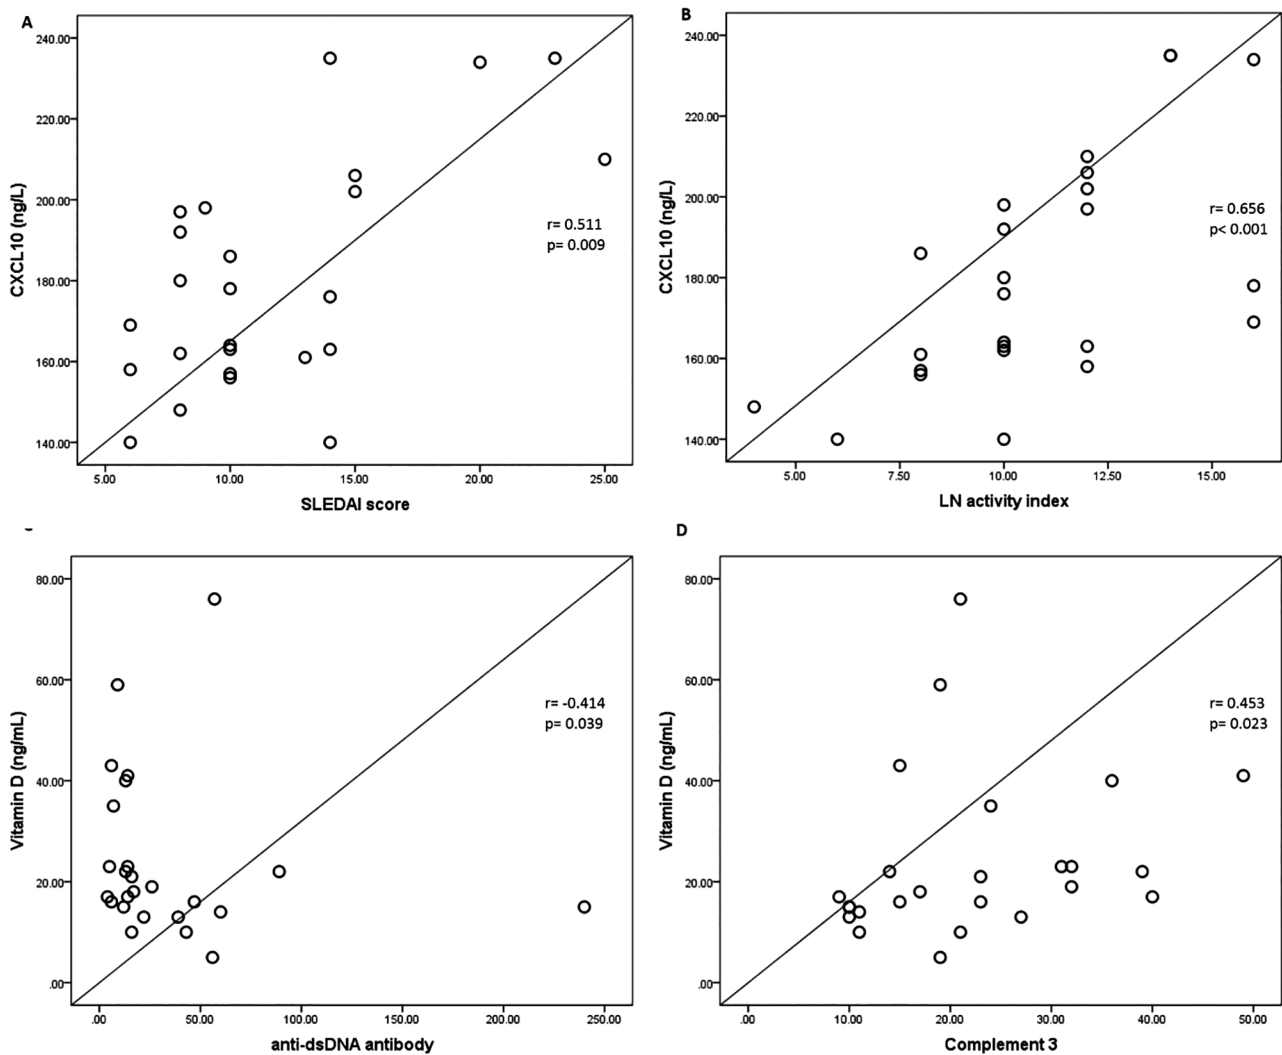 A
240.00
220.00
200.00
180.00
160.00
140.00
CXCL10 (ng/L)
r= 0.511
p= 0.009
5.00 10.00 15.00 20.00 25.00
SLEDAI score
B
240.00
220.00
200.00
180.00
160.00
140.00
CXCL10 (ng/L)
r= 0.656
p< 0.001
5.00 7.50 10.00 12.50 15.00
LN activity index
80.00
60.00
40.00
20.00
.00
Vitamin D (ng/mL)
r= -0.414
p= 0.039
.00 50.00 100.00 150.00 200.00 250.00
anti-dsDNA antibody
D
80.00
60.00
40.00
20.00
.00
Vitamin D (ng/mL)
r= 0.453
p= 0.023
.00 10.00 20.00 30.00 40.00 50.00
Complement 3